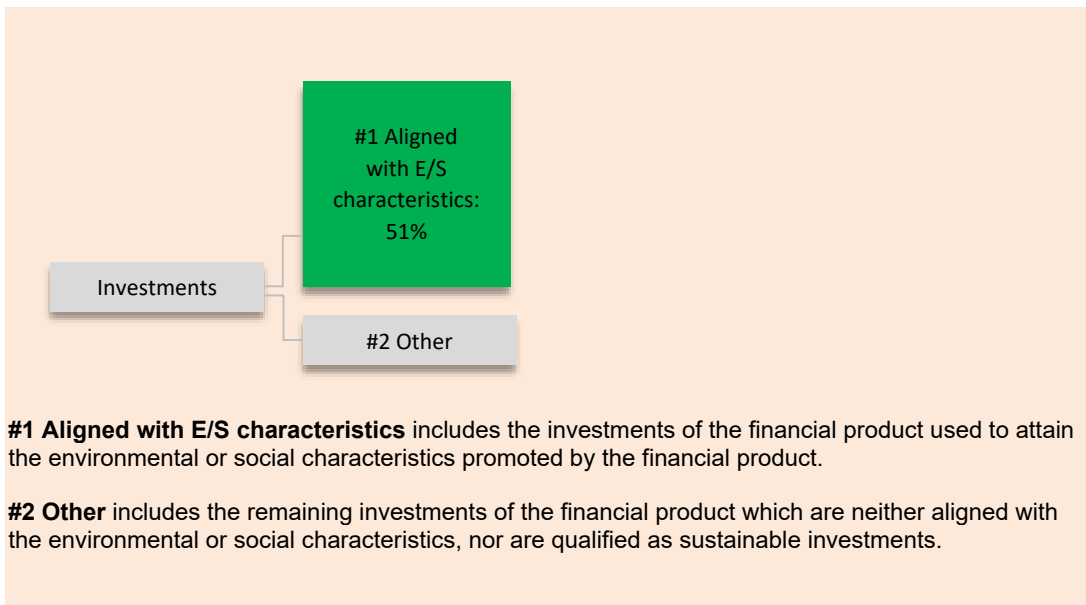 #1 Aligned
with E/S
characteristics:
51%
Investments
#2 Other
#1 Aligned with E/S characteristics includes the investments of the financial product used to attain
the environmental or social characteristics promoted by the financial product.
#2 Other includes the remaining investments of the financial product which are neither aligned with
the environmental or social characteristics, nor are qualified as sustainable investments.